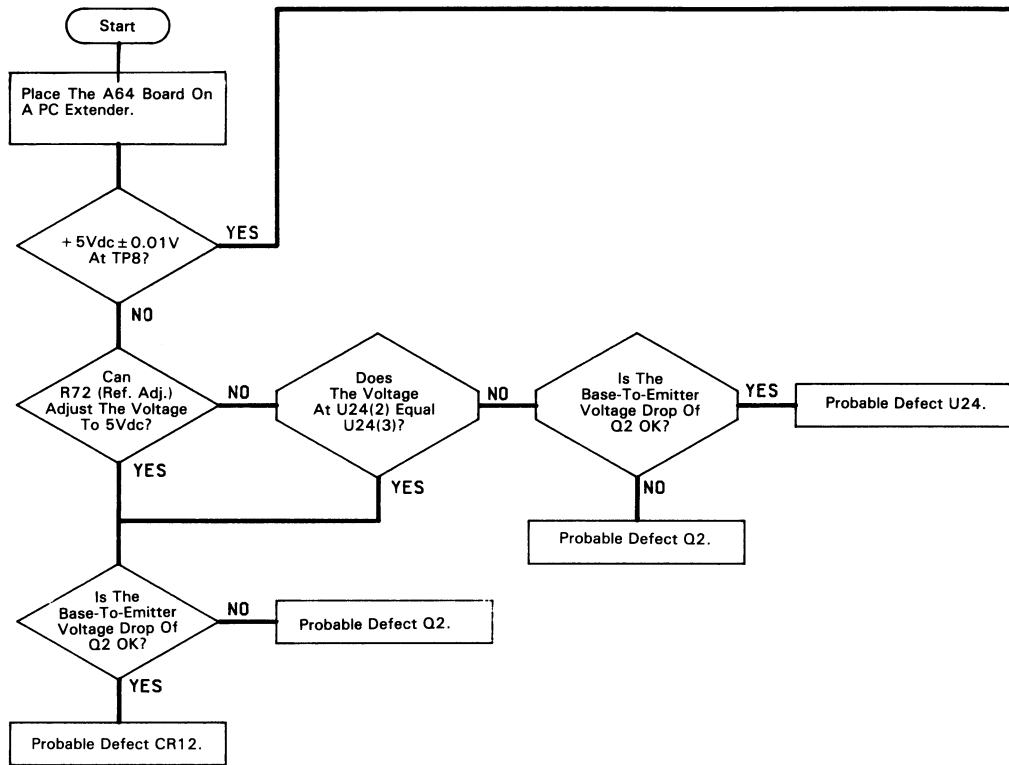 Start
Place The A64 Board On
A PC Extender.
+5Vdc±0.01V
At TP8?
YES
NO
Can
R72 (Ref. Adj.)
Adjust The Voltage
To 5Vdc?
NO
YES
Does
The Voltage
At U24(2) Equal
U24(3)?
NO
YES
Is The
Base-To-Emitter
Voltage Drop Of
Q2 OK?
YES
Probable Defect U24.
NO
Probable Defect Q2.
Is The
Base-To-Emitter
Voltage Drop Of
Q2 OK?
NO
Probable Defect Q2.
YES
Probable Defect CR12.